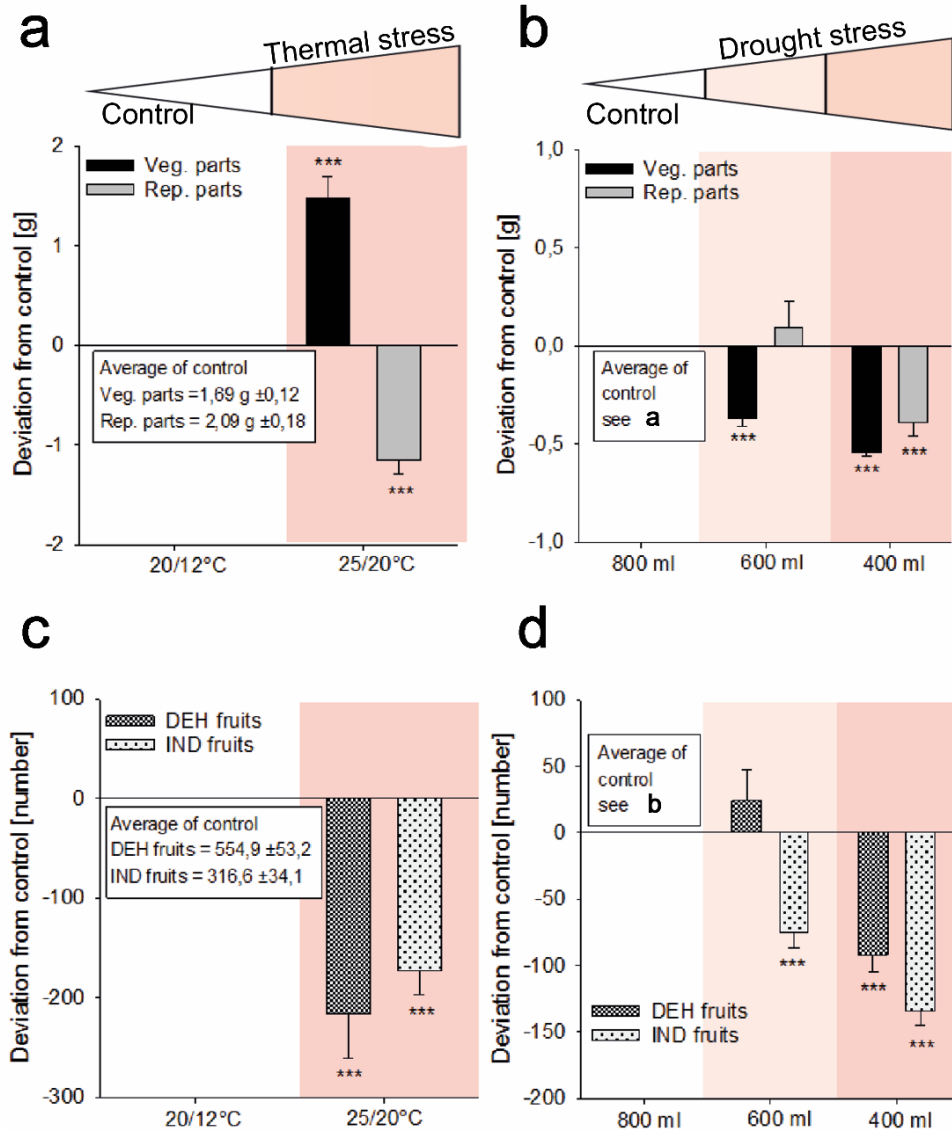 a
Thermal stress
Control
2
1
0
-1
-2
Deviation from control [g]
Veg. parts
Rep. parts
***
***
Average of control
Veg. parts =1,69 g ±0,12
Rep. parts = 2,09 g ±0,18
20/12°C
25/20°C
b
Drought stress
Control
1,0
0,5
0,0
-0,5
-1,0
Deviation from control [g]
Veg. parts
Rep. parts
Average of
control
see a
***
***
***
800 ml
600 ml
400 ml
c
100
0
-100
-200
-300
Deviation from control [number]
DEH fruits
IND fruits
Average of control
DEH fruits = 554,9 ±53,2
IND fruits = 316,6 ±34,1
***
***
20/12°C
25/20°C
d
100
50
0
-50
-100
-150
-200
Deviation from control [number]
Average of
control
see b
***
***
***
DEH fruits
IND fruits
800 ml
600 ml
400 ml